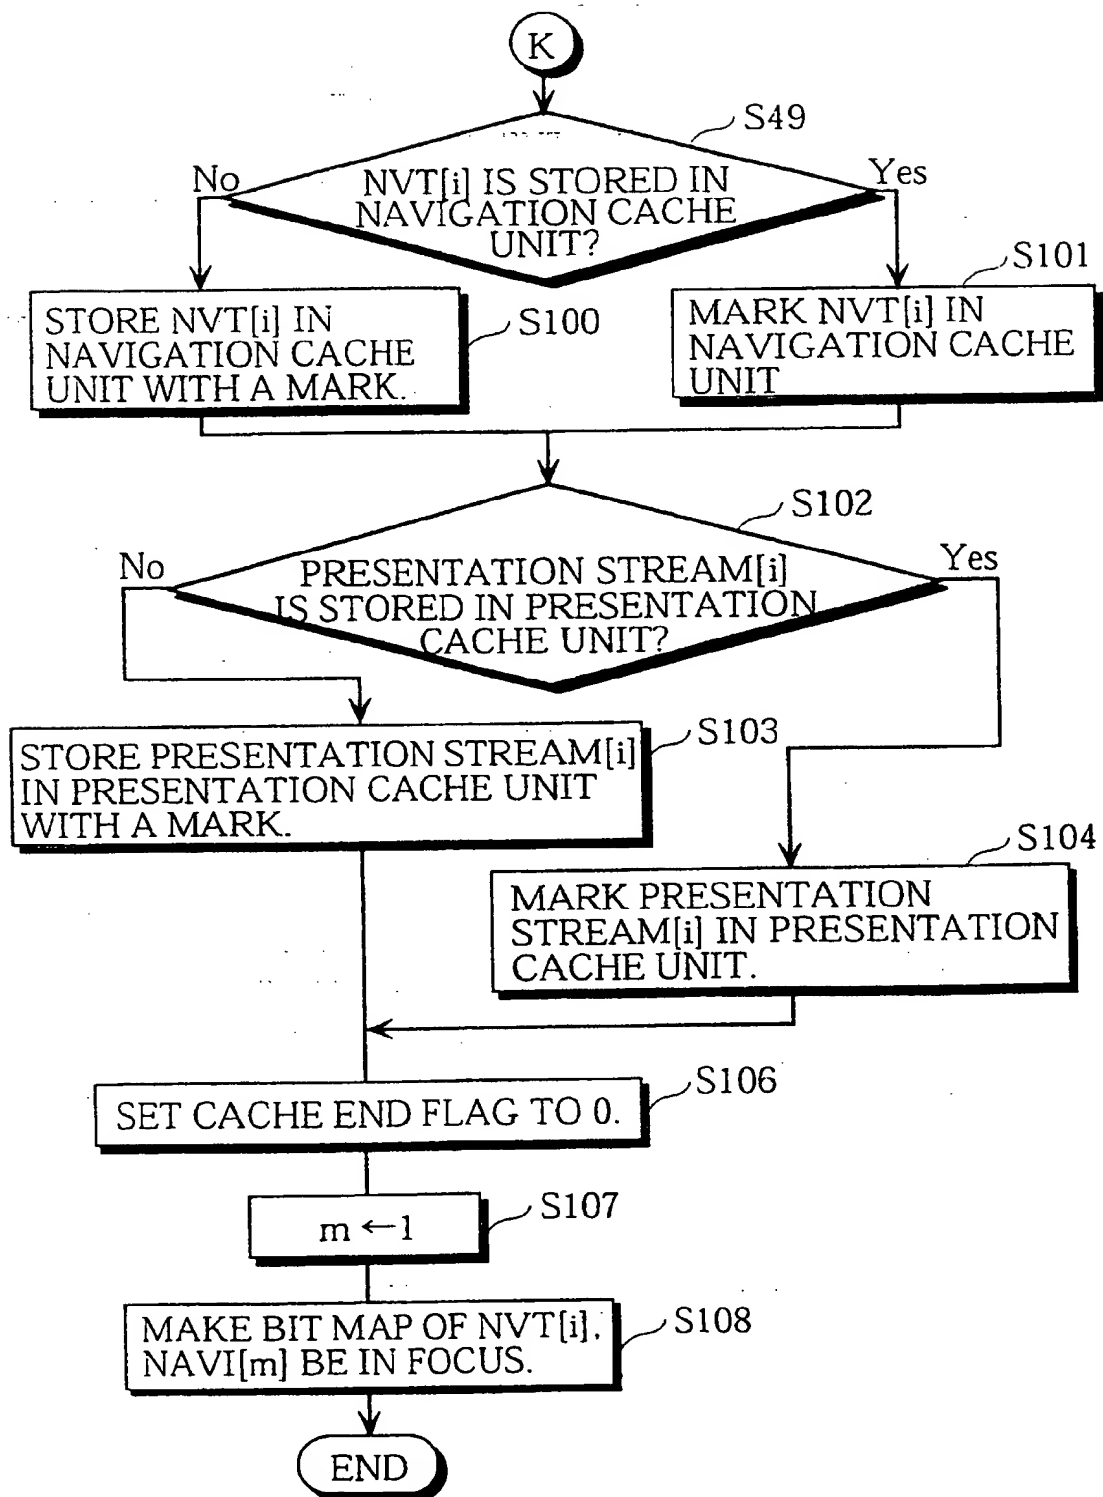 K
S49
No
Yes
NVT[i] IS STORED IN
NAVIGATION CACHE
UNIT?
S101
S100
STORE NVT[i] IN
NAVIGATION CACHE
UNIT WITH A MARK.
MARK NVT[i] IN
NAVIGATION CACHE
UNIT
S102
No
Yes
PRESENTATION STREAM[i]
IS STORED IN PRESENTATION
CACHE UNIT?
S103
STORE PRESENTATION STREAM[i]
IN PRESENTATION CACHE UNIT
WITH A MARK.
S104
MARK PRESENTATION
STREAM[i] IN PRESENTATION
CACHE UNIT.
S106
SET CACHE END FLAG TO 0.
S107
m ←1
S108
MAKE BIT MAP OF NVT[i],
NAVI[m] BE IN FOCUS.
END